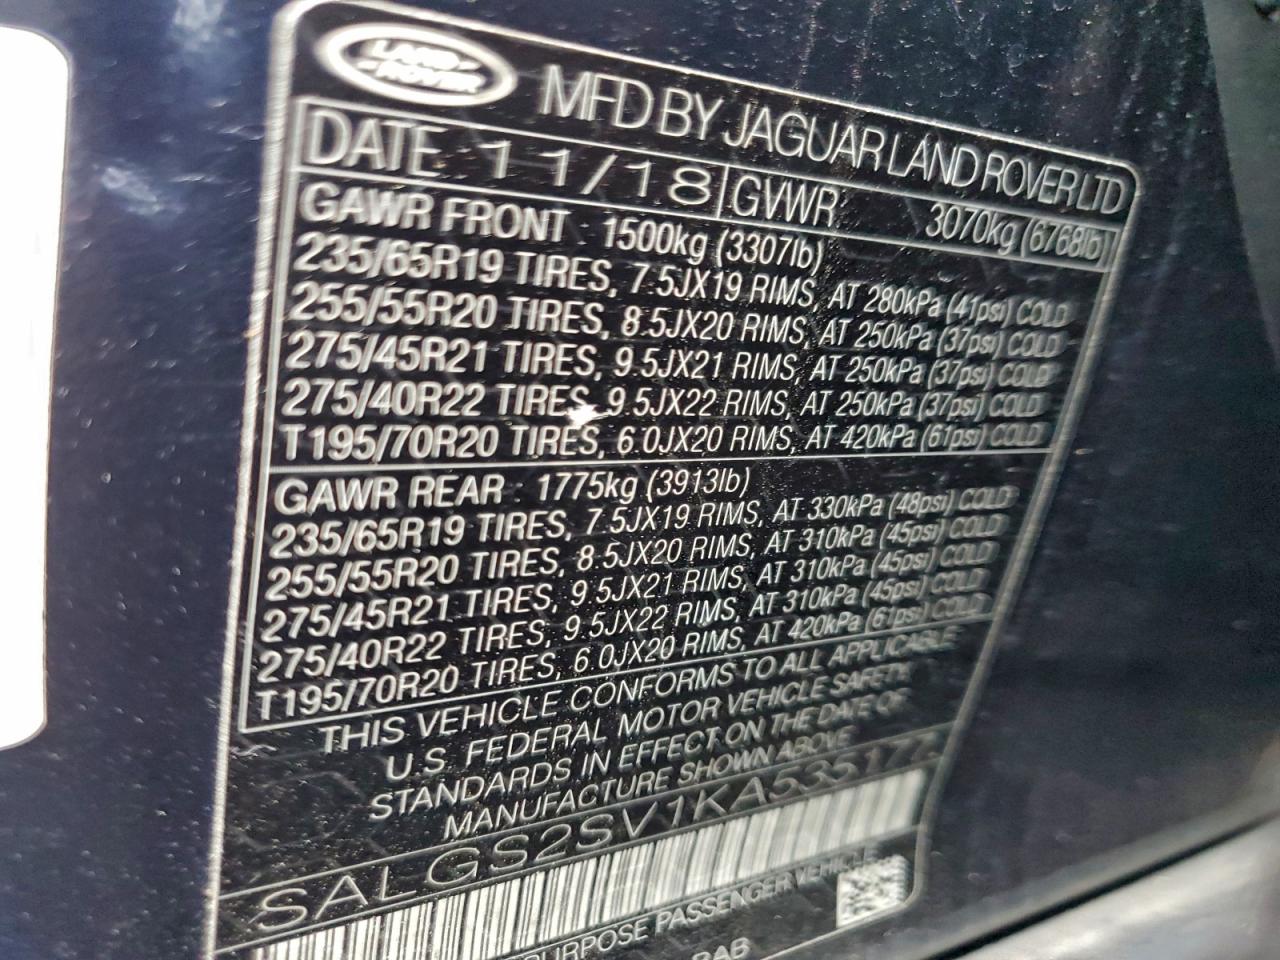 LAND ROVER
MFD BY JAGUAR LAND ROVER LTD
DATE 11/18 GVWR 3070kg (6768lb)
GAWR FRONT : 1500kg (3307lb)
235/65R19 TIRES, 7.5JX19 RIMS, AT 280kPa (41psi) COLD
255/55R20 TIRES, 8.5JX20 RIMS, AT 250kPa (37psi) COLD
275/45R21 TIRES, 9.5JX21 RIMS, AT 250kPa (37psi) COLD
275/40R22 TIRES, 9.5JX22 RIMS, AT 250kPa (37psi) COLD
T195/70R20 TIRES, 6.0JX20 RIMS, AT 420kPa (61psi) COLD
GAWR REAR : 1775kg (3913lb)
235/65R19 TIRES, 7.5JX19 RIMS, AT 330kPa (48psi) COLD
255/55R20 TIRES, 8.5JX20 RIMS, AT 310kPa (45psi) COLD
275/45R21 TIRES, 9.5JX21 RIMS, AT 310kPa (45psi) COLD
275/40R22 TIRES, 9.5JX22 RIMS, AT 310kPa (45psi) COLD
T195/70R20 TIRES, 6.0JX20 RIMS, AT 420kPa (61psi) COLD
THIS VEHICLE CONFORMS TO ALL APPLICABLE
U.S. FEDERAL MOTOR VEHICLE SAFETY
STANDARDS IN EFFECT ON THE DATE OF
MANUFACTURE SHOWN ABOVE
SALGS2SV1KA535177
URPOSE PASSENGER VEHICLE
RAB